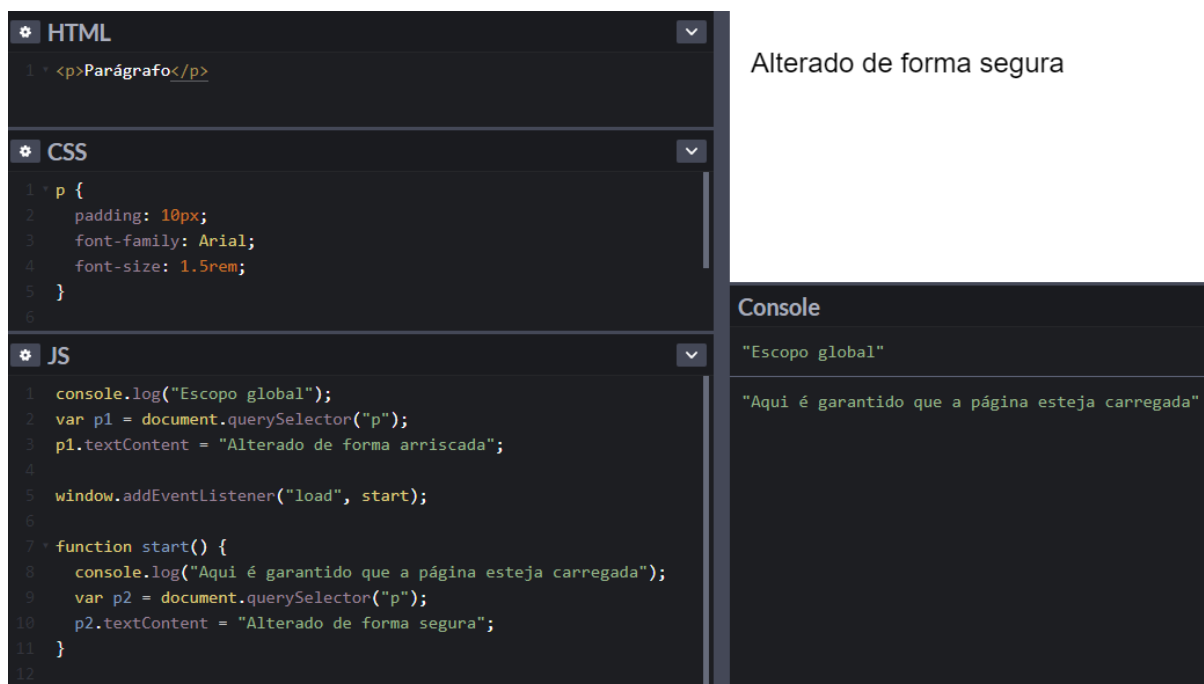 HTML
1 <p>Parágrafo</p>
CSS
1 p {
2 padding: 10px;
3 font-family: Arial;
4 font-size: 1.5rem;
5 }
6
JS
1 console.log("Escopo global");
2 var p1 = document.querySelector("p");
3 p1.textContent = "Alterado de forma arriscada";
4
5 window.addEventListener("load", start);
6
7 function start() {
8 console.log("Aqui é garantido que a página esteja carregada");
9 var p2 = document.querySelector("p");
10 p2.textContent = "Alterado de forma segura";
11 }
12
Alterado de forma segura
Console
"Escopo global"
"Aqui é garantido que a página esteja carregada"